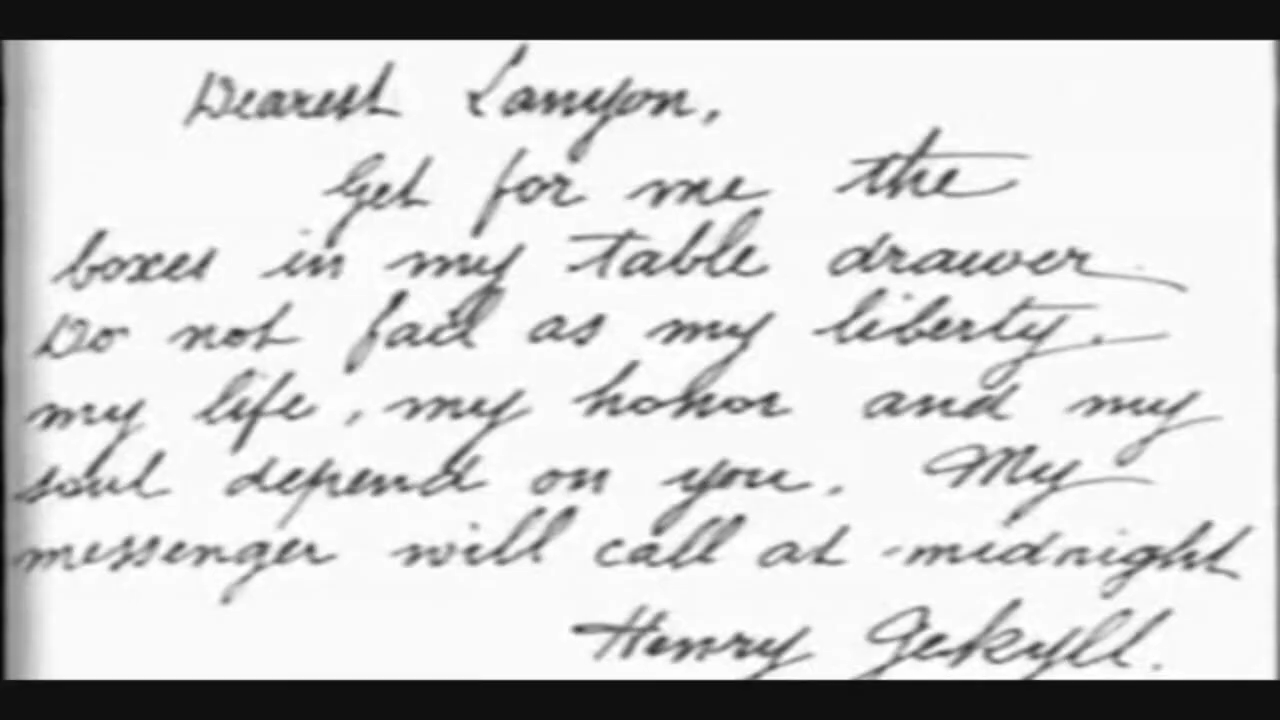 Dearest Lanyon,
Get for me the
boxes in my table drawer
Do not fail as my liberty.
my life, my honor and my
soul depend on you. My
messenger will call at midnight
Henry Jekyll.